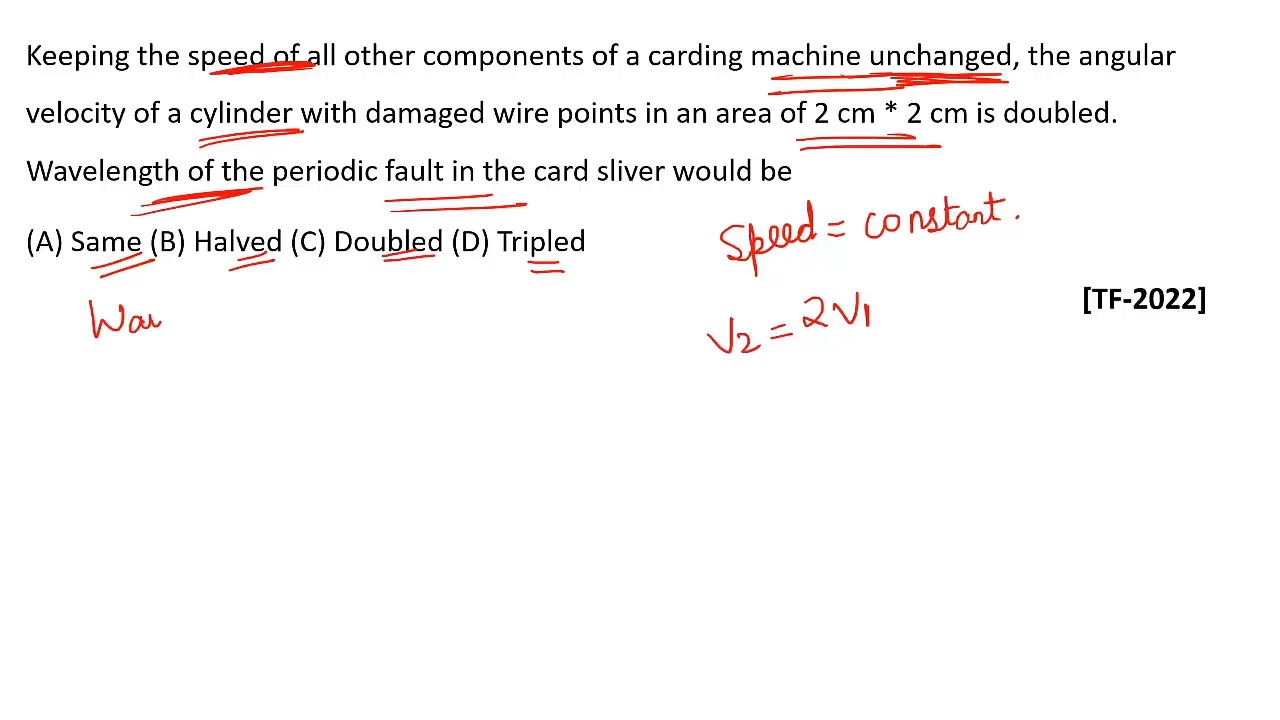 Keeping the speed of all other components of a carding machine unchanged, the angular
velocity of a cylinder with damaged wire points in an area of 2 cm * 2 cm is doubled.
Wavelength of the periodic fault in the card sliver would be
(A) Same (B) Halved (C) Doubled (D) Tripled
Speed = constant.
[TF-2022]
Wav
V2 = 2V1